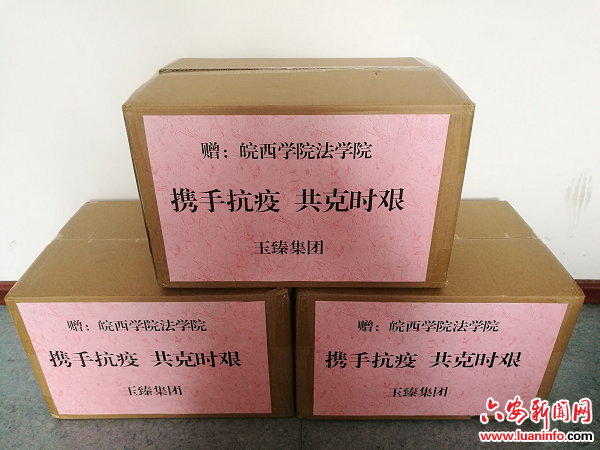 赠：皖西学院法学院
携手抗疫 共克时艰
玉臻集团
赠：皖西学院法学院
携手抗疫 共克时艰
玉臻集团
赠：皖西学院法学院
携手抗疫 共克时艰
玉臻集团
六安新闻网
www.luaninfo.com